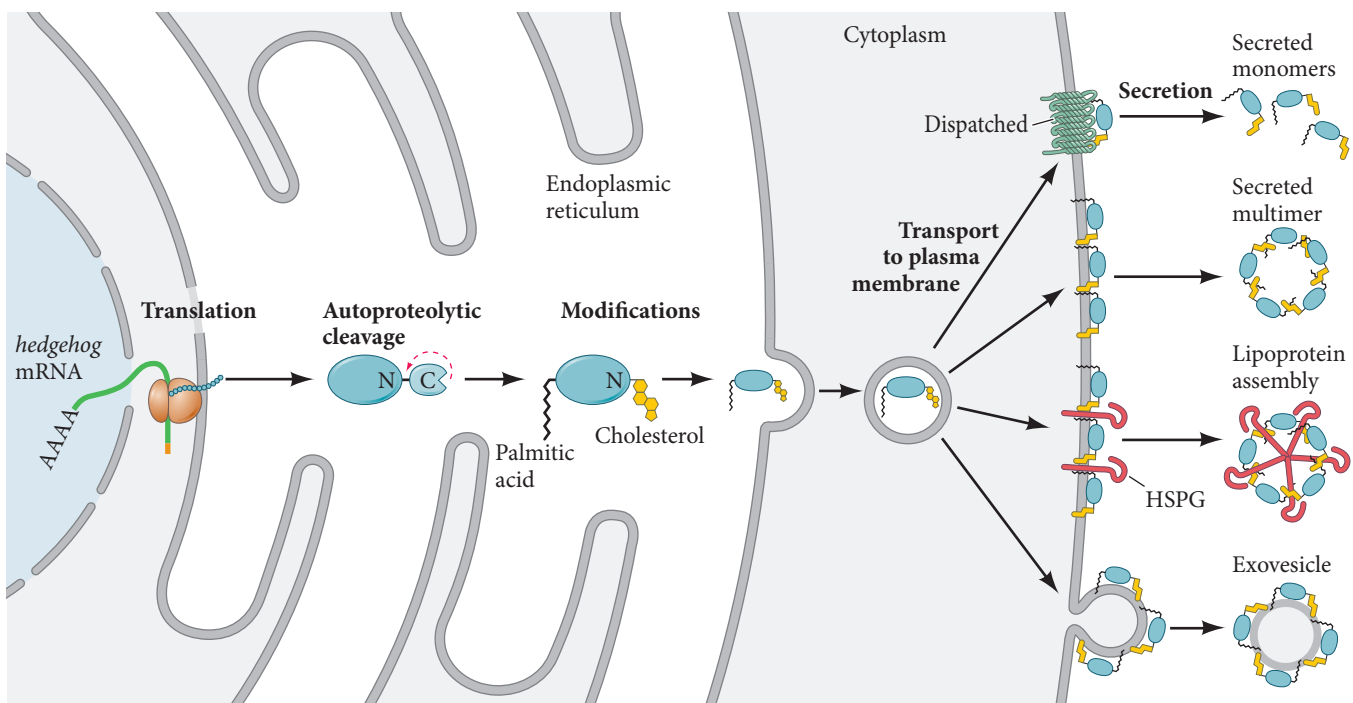 Cytoplasm
Secreted
monomers
Secretion
Dispatched
Endoplasmic
reticulum
Secreted
multimer
Transport
to plasma
membrane
Translation
Autoproteolytic
cleavage
Modifications
hedgehog
mRNA
N
C
N
Lipoprotein
assembly
AAAA
Palmitic
acid
Cholesterol
HSPG
Exovesicle